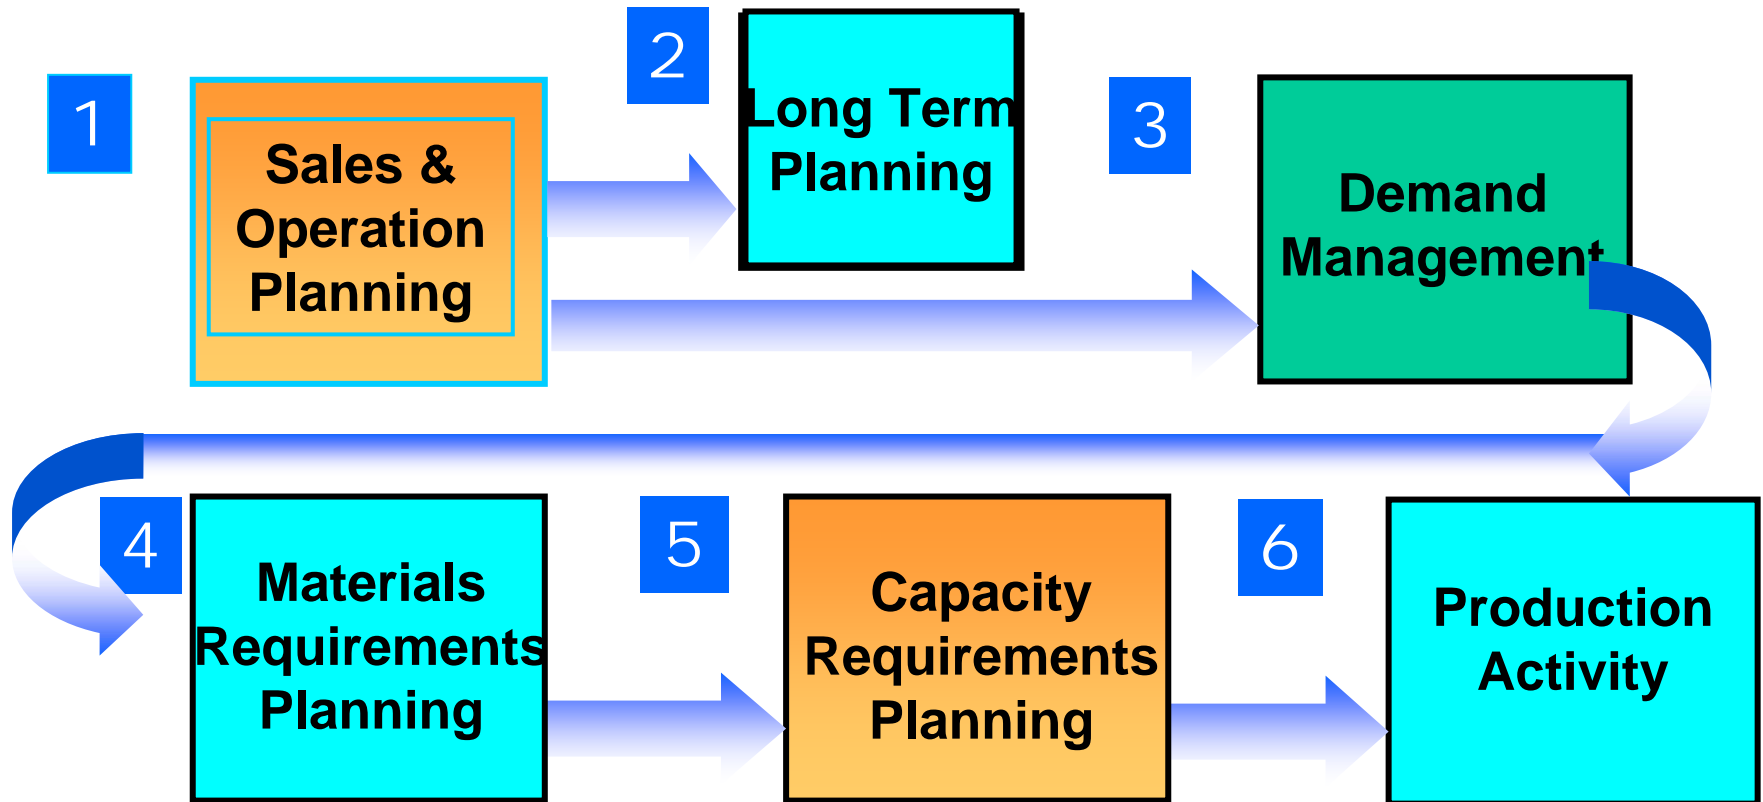 1
Sales &
Operation
Planning
2
Long Term
Planning
3
Demand
Management
4
Materials
Requirements
Planning
5
Capacity
Requirements
Planning
6
Production
Activity